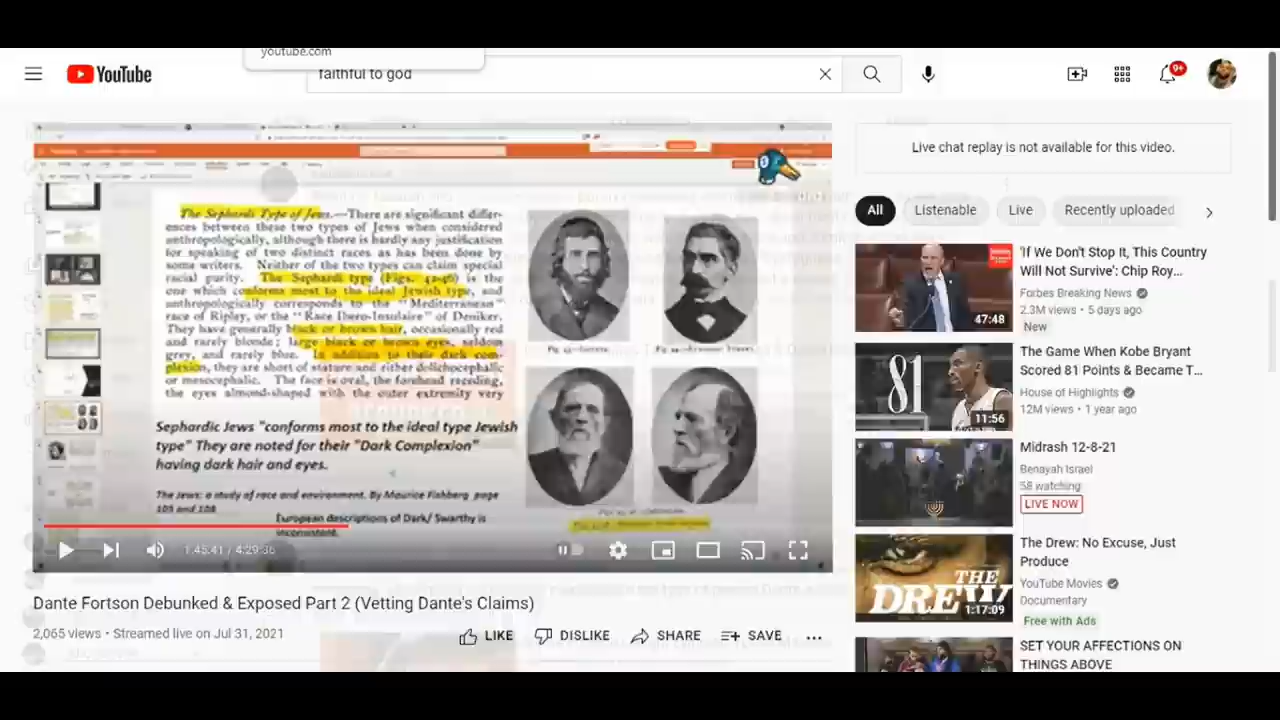 youtube.com
YouTube
faithful to god
9+
The Sephardi Type of Jews.—There are significant differ-
ences between these two types of Jews when considered
anthropologically, although there is hardly any justification
for speaking of two distinct races as has been done by
some writers. Neither of the two types can claim special
racial purity. The Sephardi type (Figs. 42-46) is the
one which conforms most to the ideal Jewish type, and
anthropologically corresponds to the "Mediterranean"
race of Ripley, or the "Race Ibero-Insulaire" of Deniker.
They have generally black or brown hair, occasionally red
and rarely blonde; large black or brown eyes, seldom
grey, and rarely blue. In addition to their dark com-
plexion, they are short of stature and either dolichocephalic
or mesocephalic. The face is oval, the forehead receding,
the eyes almond-shaped with the outer extremity very
Sephardic Jews "conforms most to the ideal type Jewish
type" They are noted for their "Dark Complexion"
having dark hair and eyes.
The Jews: a study of race and environment. By Maurice Fishberg page
105 and 108
European descriptions of Dark/ Swarthy is
inconsistent.
1:45:41 / 4:29:36
Dante Fortson Debunked & Exposed Part 2 (Vetting Dante's Claims)
2,065 views • Streamed live on Jul 31, 2021
LIKE
DISLIKE
SHARE
SAVE
Live chat replay is not available for this video.
All
Listenable
Live
Recently uploaded
'If We Don't Stop It, This Country
Will Not Survive': Chip Roy...
Forbes Breaking News
2.3M views • 5 days ago
New
47:48
The Game When Kobe Bryant
Scored 81 Points & Became T...
House of Highlights
12M views • 1 year ago
81
11:56
Midrash 12-8-21
Benayah Israel
58 watching
LIVE NOW
The Drew: No Excuse, Just
Produce
YouTube Movies
Documentary
Free with Ads
THE
DREW
1:17:09
SET YOUR AFFECTIONS ON
THINGS ABOVE